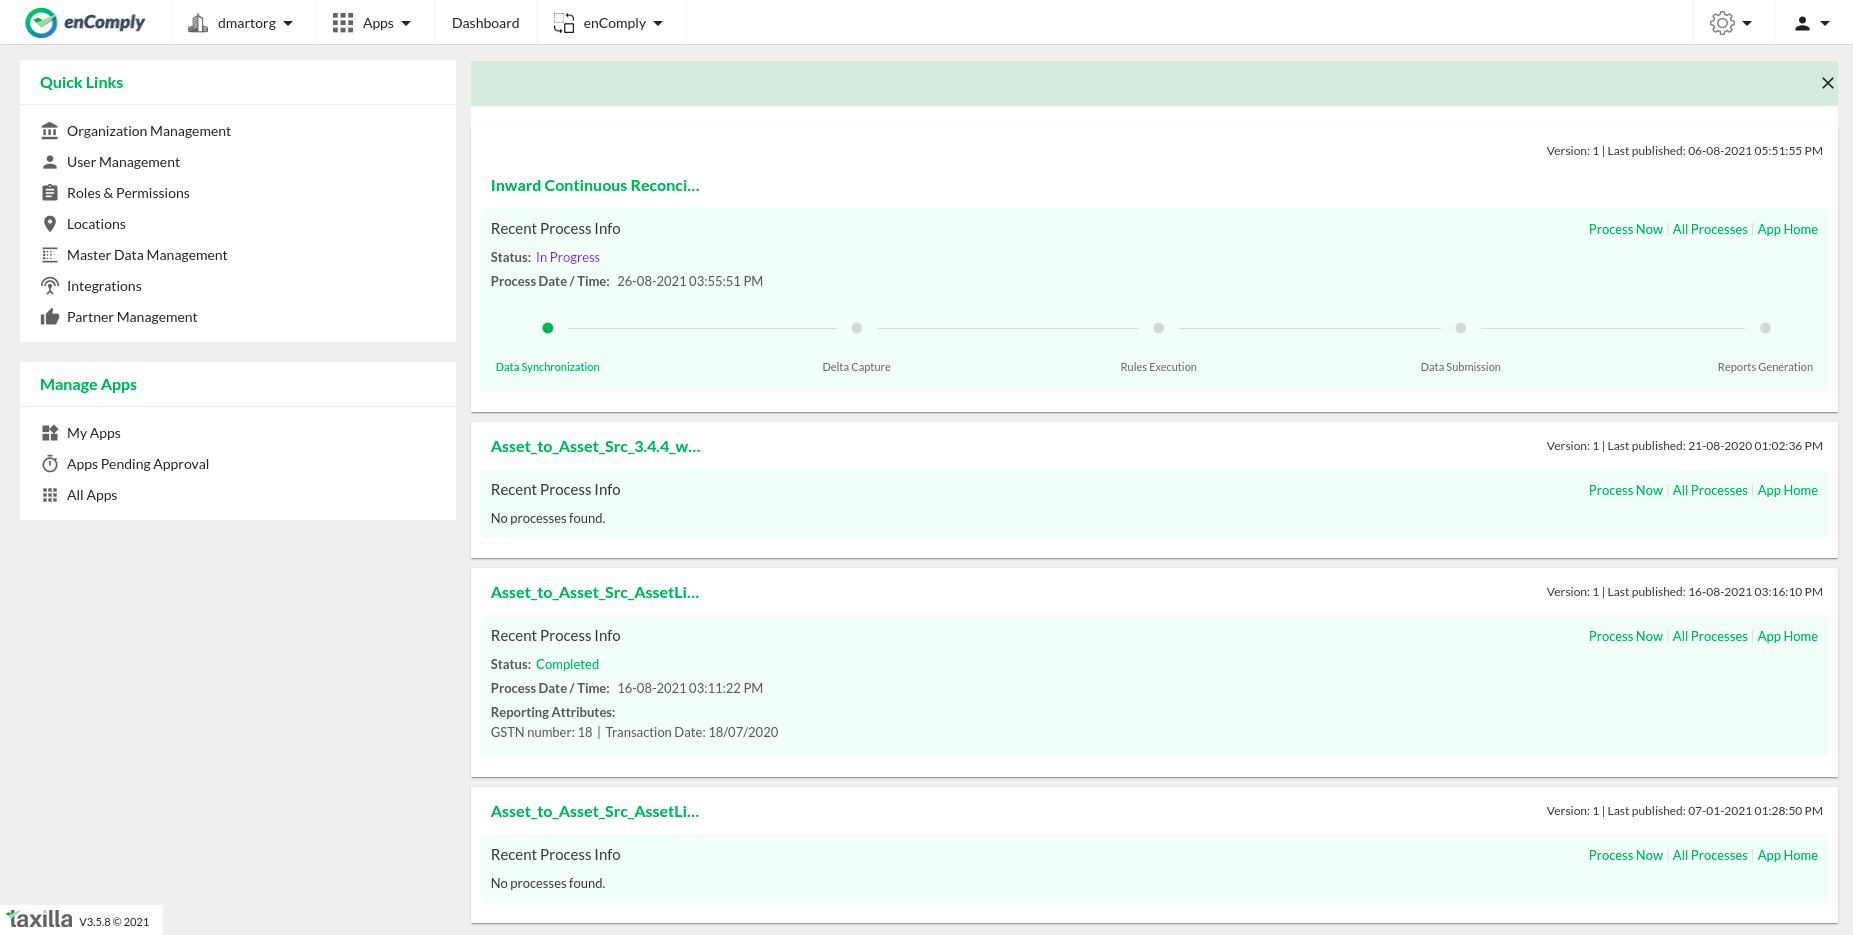 enComply
dmartorg
Apps
Dashboard
enComply
Quick Links
Organization Management
User Management
Roles & Permissions
Locations
Master Data Management
Integrations
Partner Management
Manage Apps
My Apps
Apps Pending Approval
All Apps
Version: 1 | Last published: 06-08-2021 05:51:55 PM
Inward Continuous Reconci...
Recent Process Info
Process Now | All Processes | App Home
Status: In Progress
Process Date / Time: 26-08-2021 03:55:51 PM
Data Synchronization
Delta Capture
Rules Execution
Data Submission
Reports Generation
Asset_to_Asset_Src_3.4.4_w...
Version: 1 | Last published: 21-08-2020 01:02:36 PM
Recent Process Info
Process Now | All Processes | App Home
No processes found.
Asset_to_Asset_Src_AssetLi...
Version: 1 | Last published: 16-08-2021 03:16:10 PM
Recent Process Info
Process Now | All Processes | App Home
Status: Completed
Process Date / Time: 16-08-2021 03:11:22 PM
Reporting Attributes:
GSTN number: 18 | Transaction Date: 18/07/2020
Asset_to_Asset_Src_AssetLi...
Version: 1 | Last published: 07-01-2021 01:28:50 PM
Recent Process Info
Process Now | All Processes | App Home
No processes found.
taxilla V3.5.8 © 2021